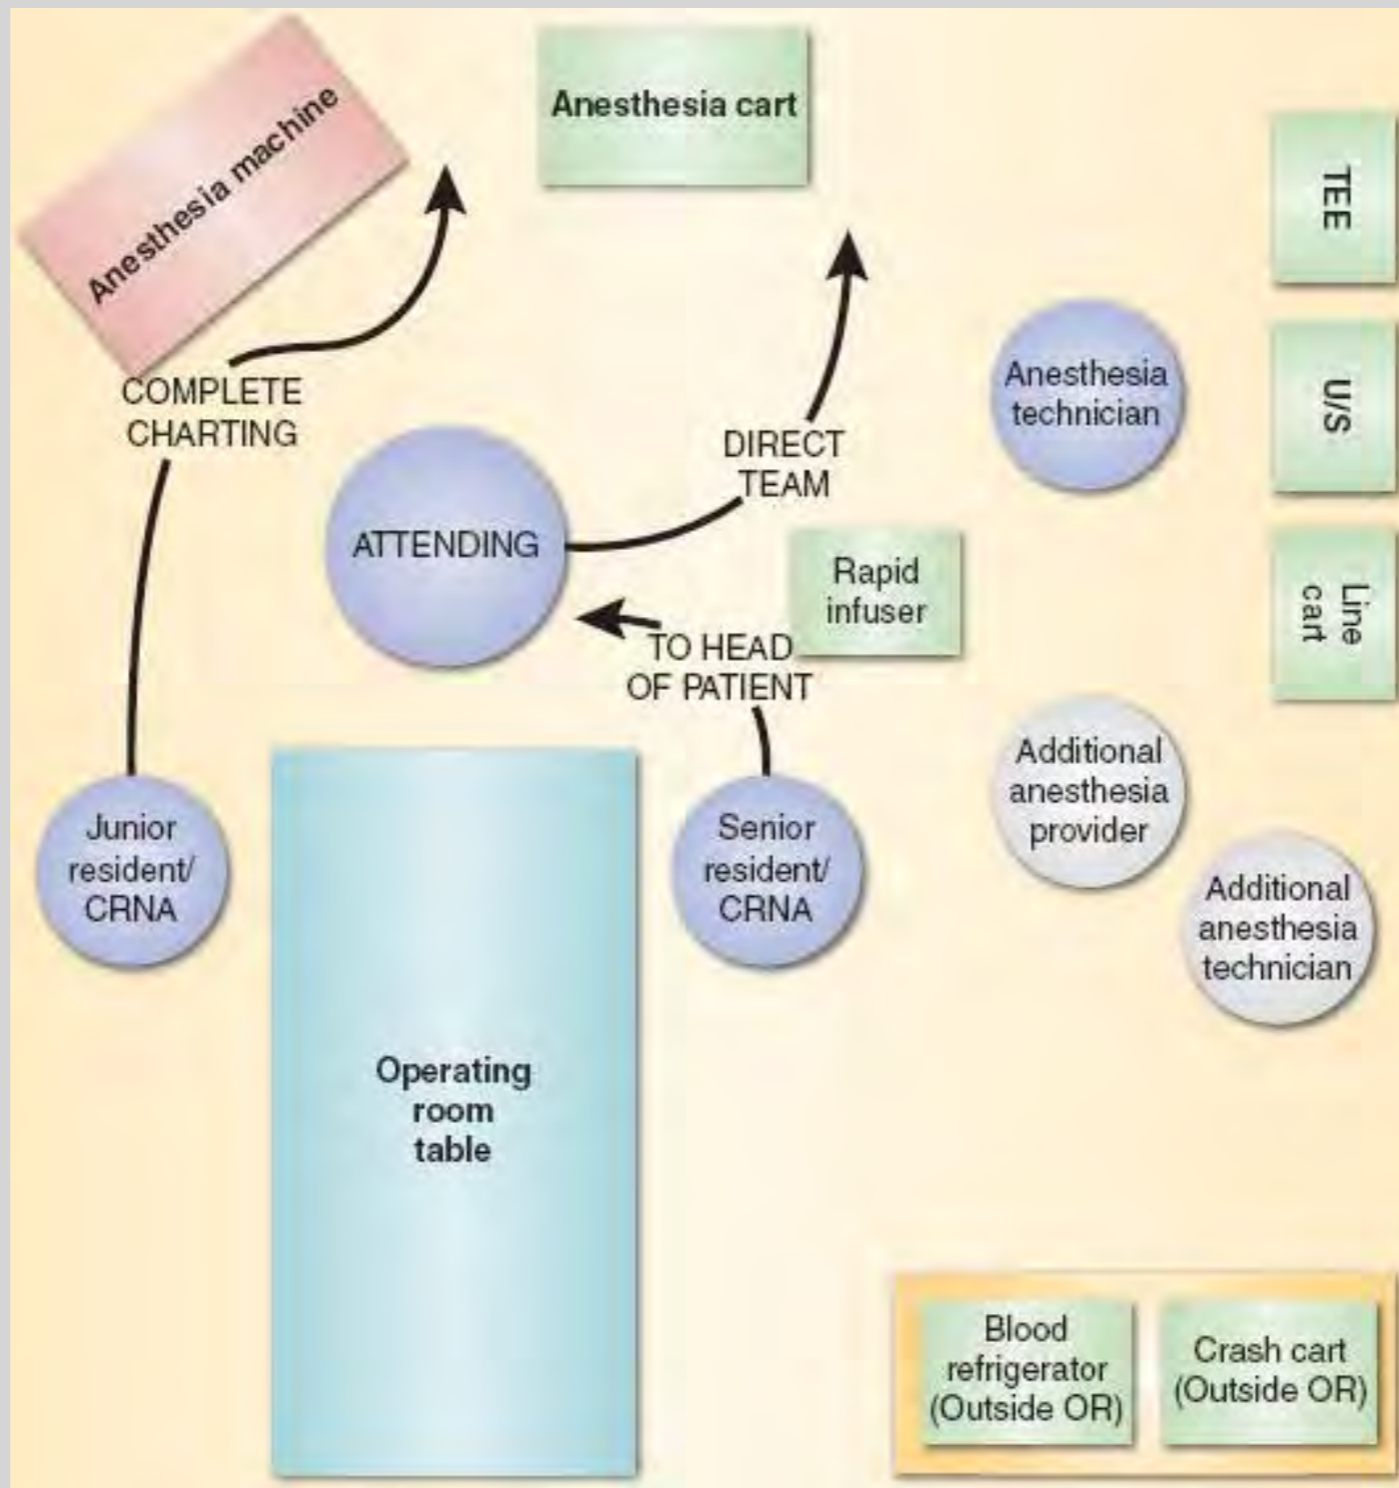 Anesthesia machine
Anesthesia cart
TEE
COMPLETE
CHARTING
DIRECT
TEAM
Anesthesia
technician
U/S
ATTENDING
Rapid
infuser
Line
cart
TO HEAD
OF PATIENT
Junior
resident/
CRNA
Senior
resident/
CRNA
Additional
anesthesia
provider
Additional
anesthesia
technician
Operating
room
table
Blood
refrigerator
(Outside OR)
Crash cart
(Outside OR)